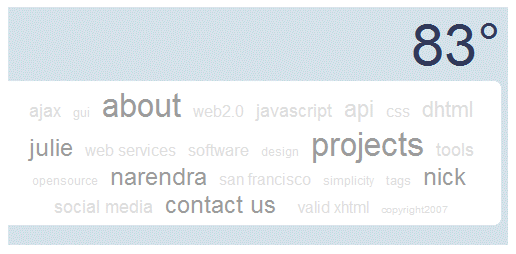 83°
ajax gui about web2.0 javascript api css dhtml
julie web services software design projects tools
opensource narendra san francisco simplicity tags nick
social media contact us valid xhtml copyright2007